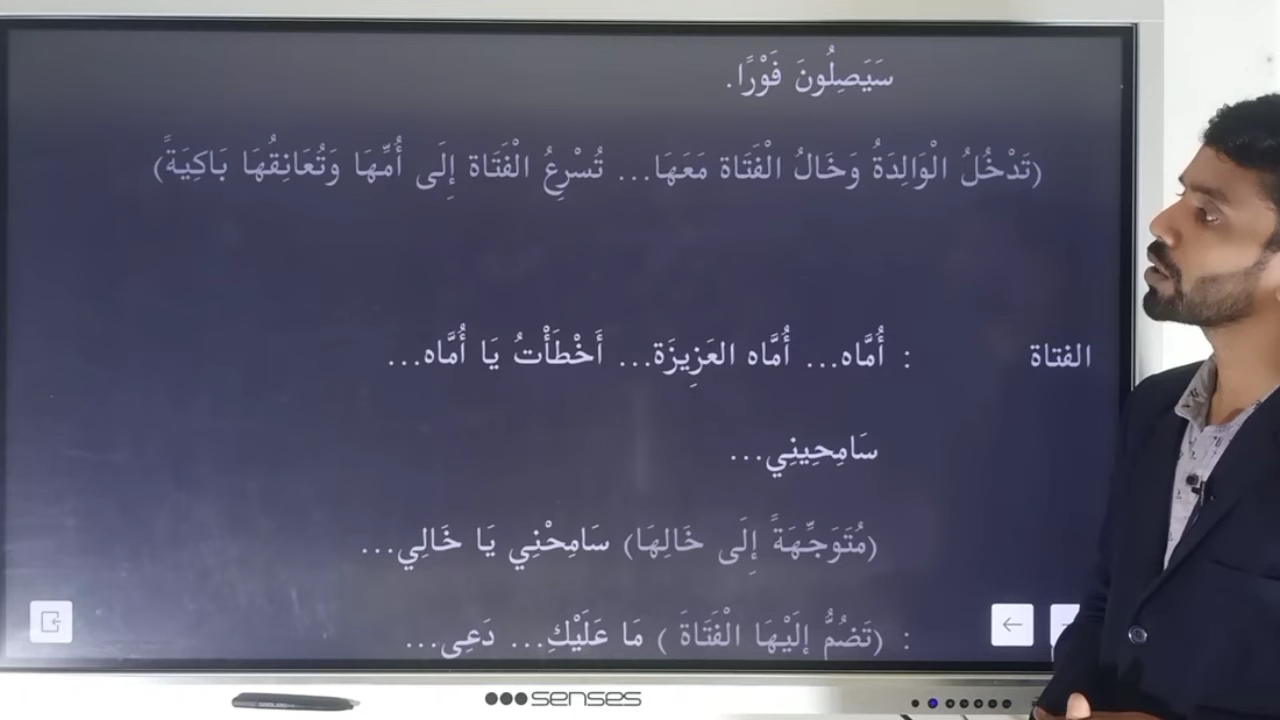 سَيَصِلُونَ فَوْرًا.
(تَدْخُلُ الْوَالِدَةُ وَخَالُ الْفَتَاة مَعَهَا... تُسْرِعُ الْفَتَاة إِلَى أُمِّهَا وَتُعَانِقُهَا بَاكِيَةً)
الفتاة : أُمَّاه... أُمَّاه العَزِيزَة... أَخْطَأْتُ يَا أُمَّاه...
سَامِحِينِي...
(مُتَوَجِّهَةً إِلَى خَالِهَا) سَامِحْنِي يَا خَالِي...
: (تَضُمُّ إلَيْهَا الْفَتَاةَ ) مَا عَلَيْكِ... دَعِى...
senses